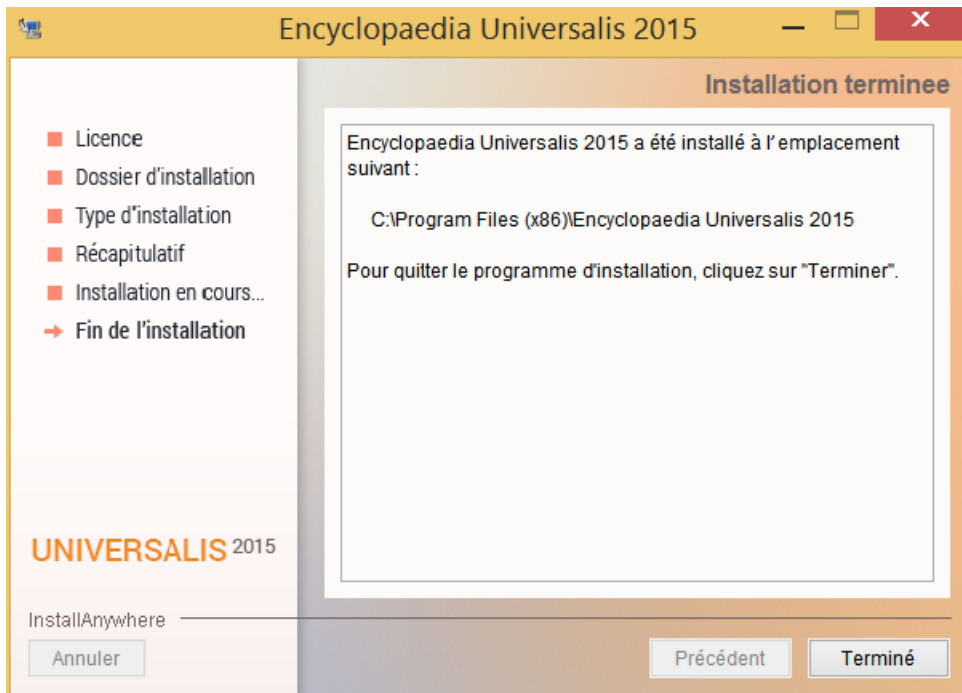 Encyclopaedia Universalis 2015
Installation terminee
Licence
Dossier d'installation
Type d'installation
Récapitulatif
Installation en cours...
Fin de l'installation
Encyclopaedia Universalis 2015 a été installé à l'emplacement
suivant :
C:\Program Files (x86)\Encyclopaedia Universalis 2015
Pour quitter le programme d'installation, cliquez sur "Terminer".
UNIVERSALIS 2015
InstallAnywhere
Annuler
Précédent
Terminé